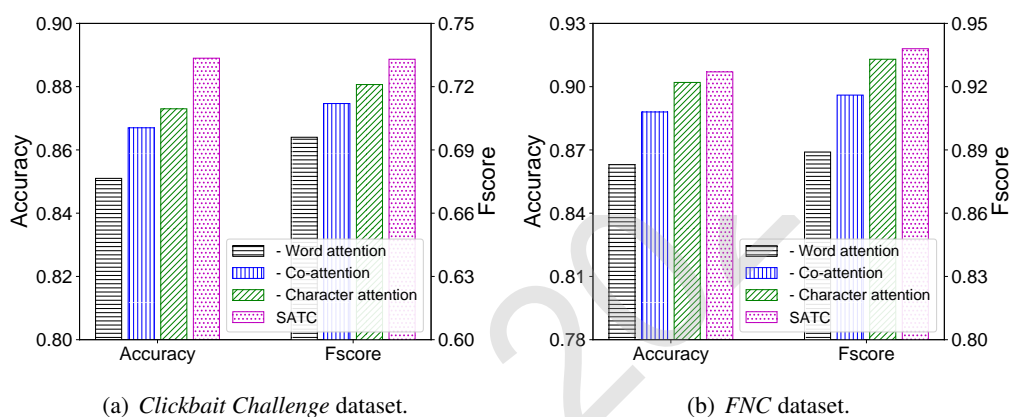 0.90
0.88
0.86
0.84
0.82
0.80
Accuracy
0.75
0.72
0.69
0.66
0.63
0.60
Fscore
- Word attention
- Co-attention
- Character attention
SATC
Accuracy Fscore
(a) Clickbait Challenge dataset.
0.93
0.90
0.87
0.84
0.81
0.78
Accuracy
0.95
0.92
0.89
0.86
0.83
0.80
Fscore
- Word attention
- Co-attention
- Character attention
SATC
Accuracy Fscore
(b) FNC dataset.